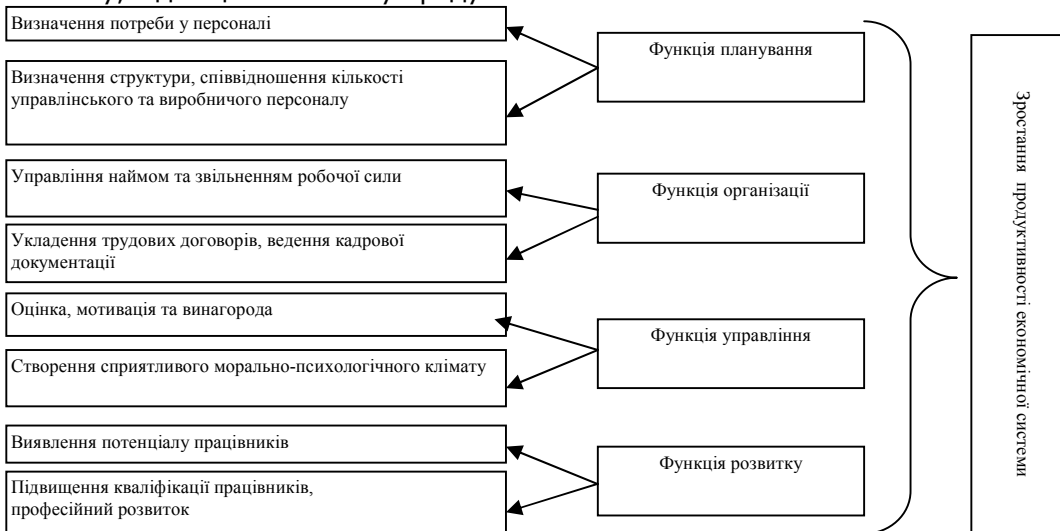 Визначення потреби у персоналі
Функція планування
Визначення структури, співвідношення кількості
управлінського та виробничого персоналу
Управління наймом та звільненням робочої сили
Функція організації
Укладення трудових договорів, ведення кадрової
документації
Оцінка, мотивація та винагорода
Функція управління
Створення сприятливого морально-психологічного клімату
Виявлення потенціалу працівників
Функція розвитку
Підвищення кваліфікації працівників,
професійний розвиток
Зростання продуктивності економічної системи